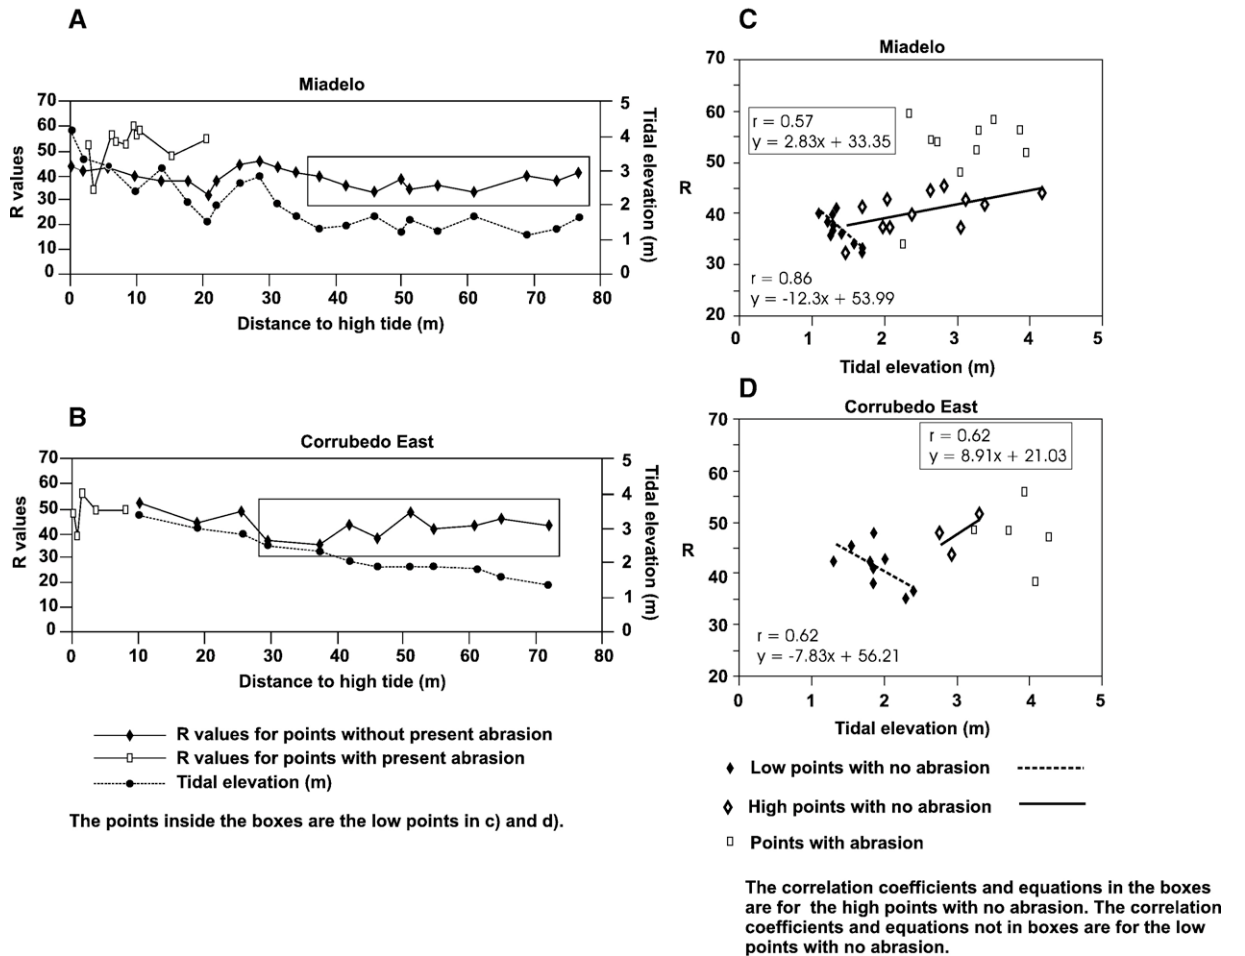 A
Miadelo
70
60
50
40
30
20
10
0
R values
5
4
3
2
1
0
Tidal elevation (m)
0 10 20 30 40 50 60 70 80
Distance to high tide (m)
B
Corrubedo East
70
60
50
40
30
20
10
0
R values
5
4
3
2
1
0
Tidal elevation (m)
0 10 20 30 40 50 60 70 80
Distance to high tide (m)
R values for points without present abrasion
R values for points with present abrasion
Tidal elevation (m)
The points inside the boxes are the low points in c) and d).
C
Miadelo
70
60
50
40
30
20
R
r = 0.57
y = 2.83x + 33.35
r = 0.86
y = -12.3x + 53.99
0 1 2 3 4 5
Tidal elevation (m)
D
Corrubedo East
70
60
50
40
30
20
R
r = 0.62
y = 8.91x + 21.03
r = 0.62
y = -7.83x + 56.21
0 1 2 3 4 5
Tidal elevation (m)
Low points with no abrasion
High points with no abrasion
Points with abrasion
The correlation coefficients and equations in the boxes
are for the high points with no abrasion. The correlation
coefficients and equations not in boxes are for the low
points with no abrasion.